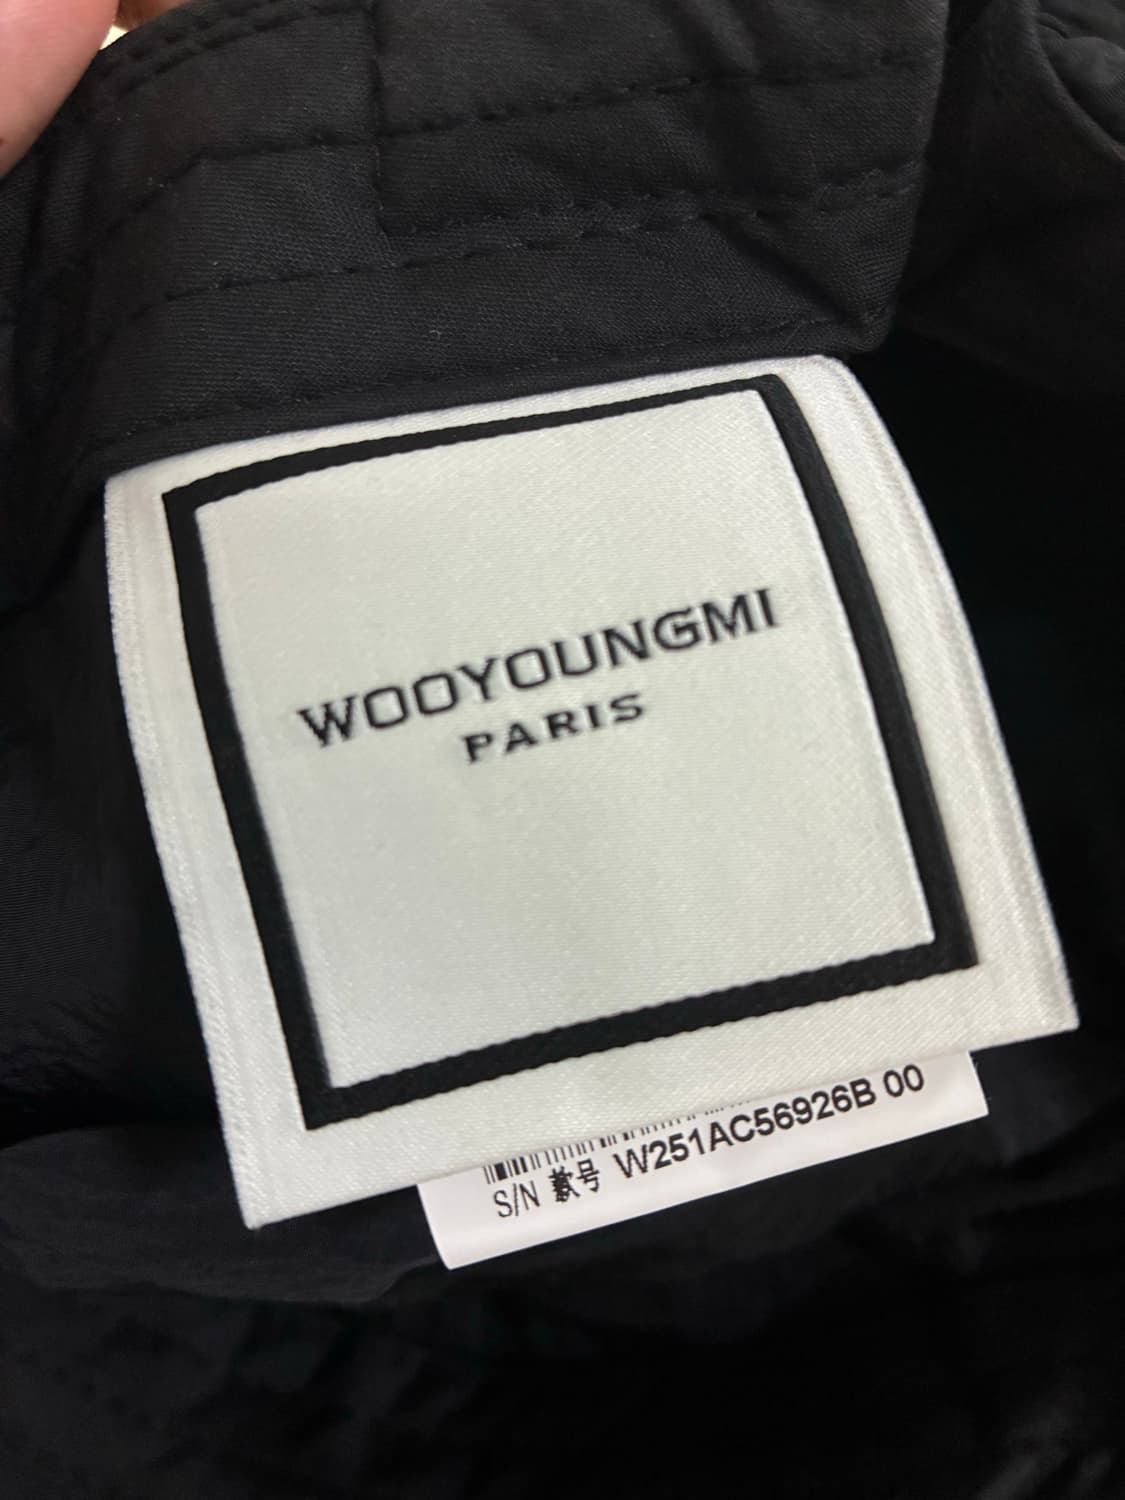 WOOYOUNGMI
PARIS
S/N 款号 W251AC56926B 00